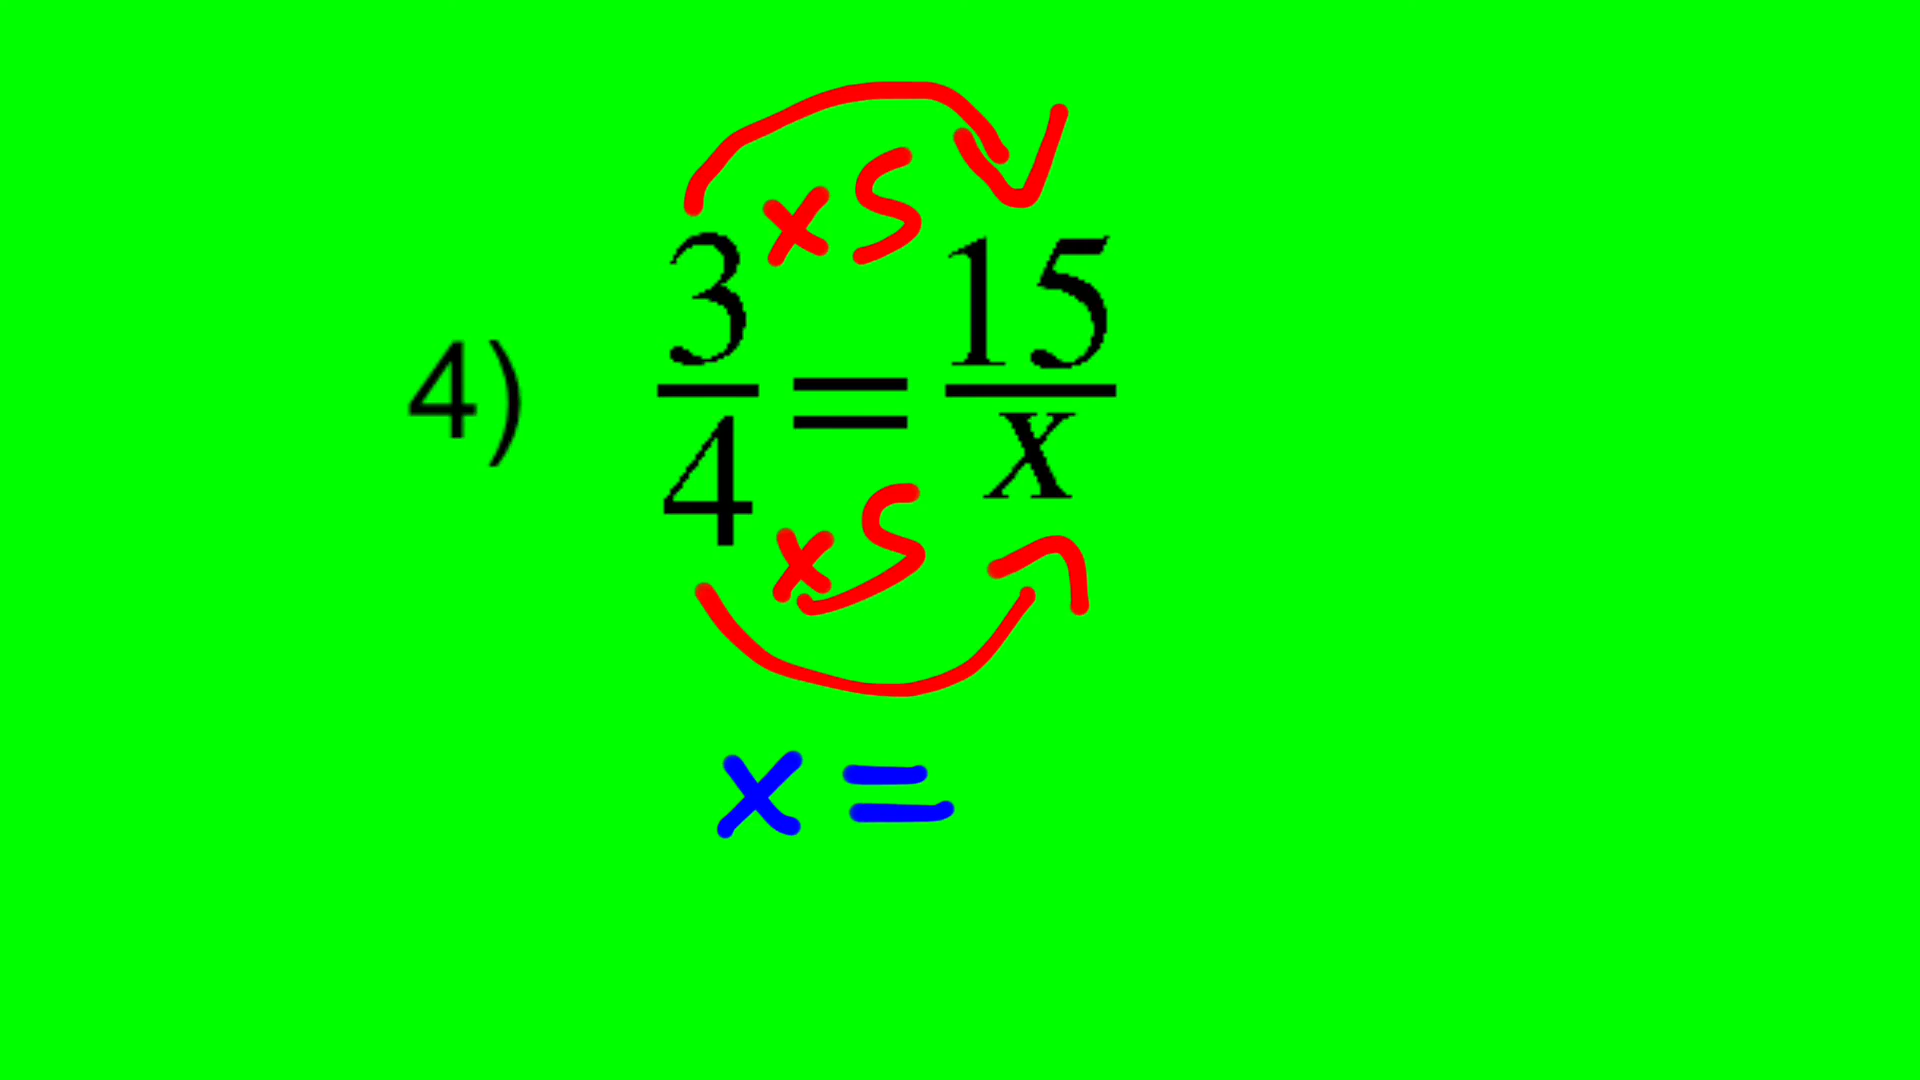 ×5
4) 3/4 = 15/x
×5
x =